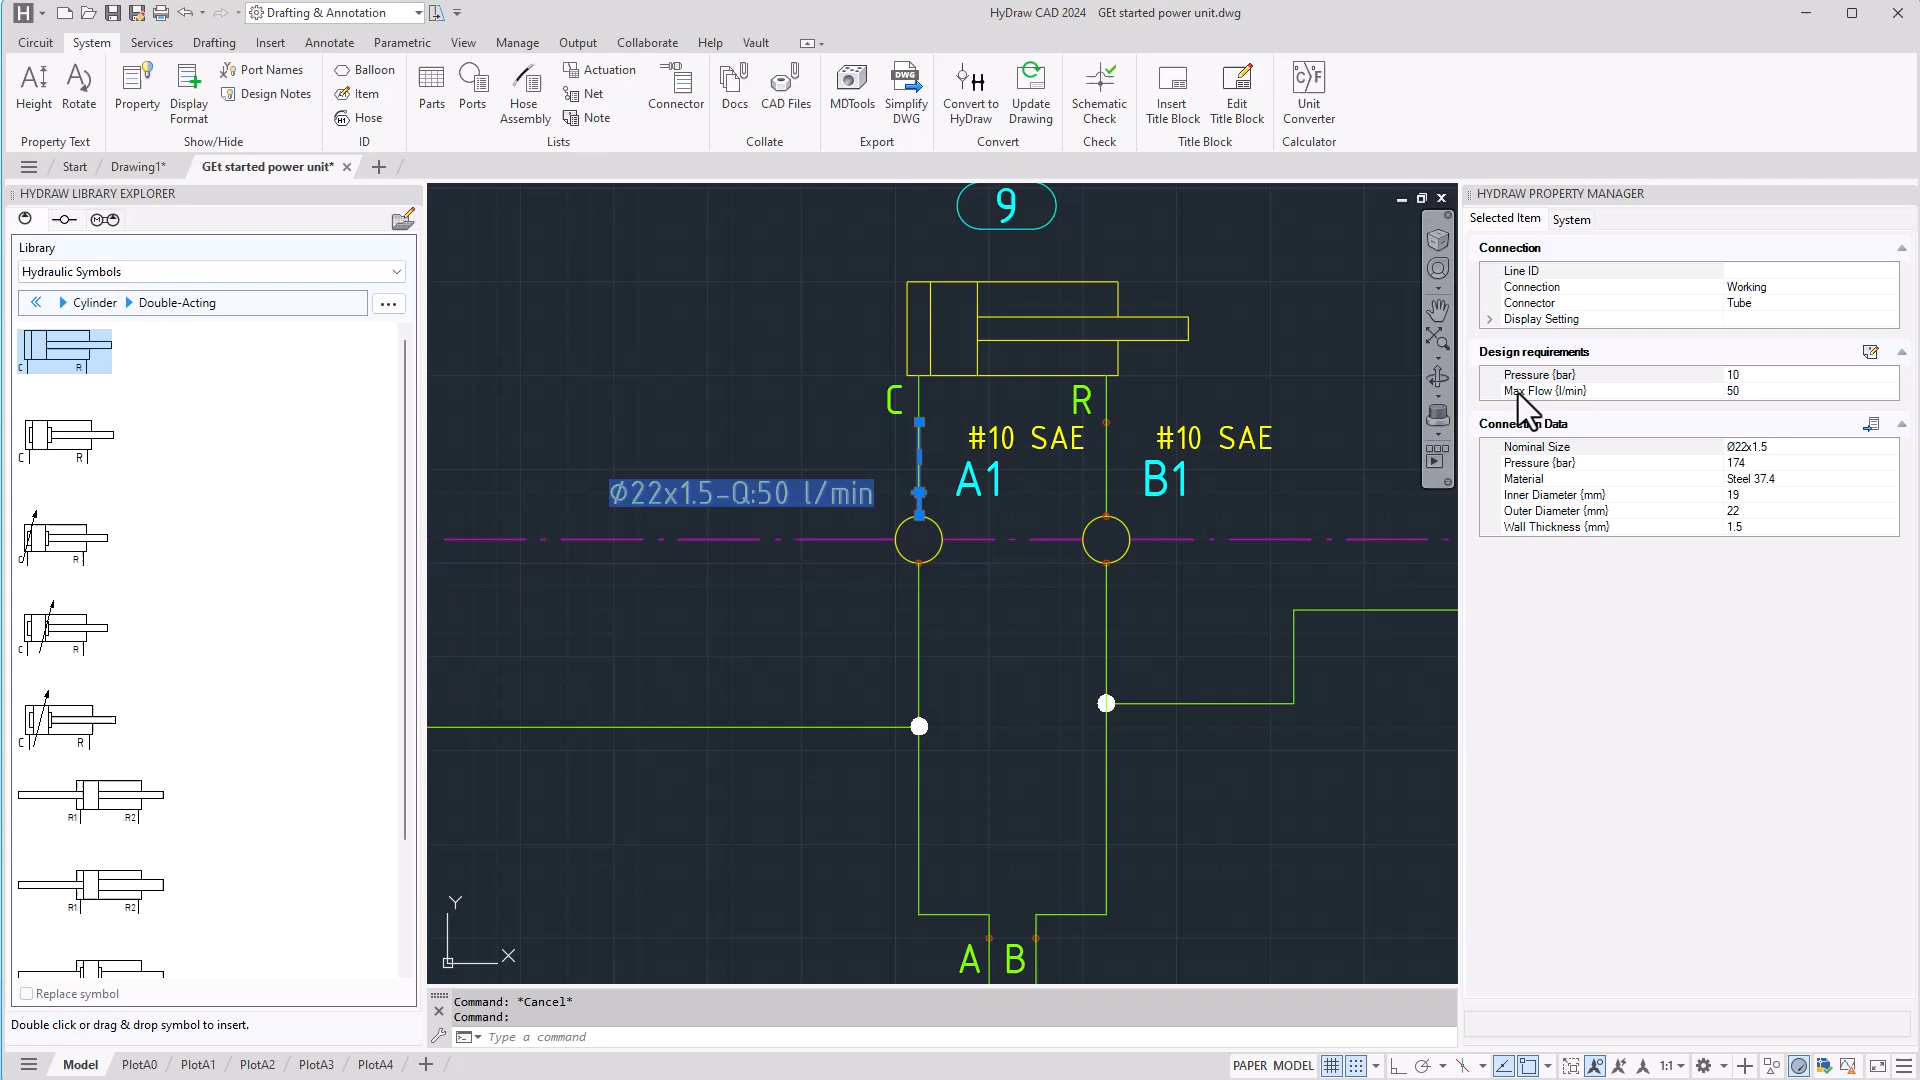 H
Drafting & Annotation
HyDraw CAD 2024 GEt started power unit.dwg
Circuit System Services Drafting Insert Annotate Parametric View Manage Output Collaborate Help Vault
Height Rotate
Property Text
Property Display Format
Port Names
Design Notes
Show/Hide
Balloon
Item
Hose
ID
Parts Ports Hose Assembly
Actuation
Net
Note
Connector
Lists
Docs CAD Files
Collate
MDTools Simplify DWG
Export
Convert to HyDraw Update Drawing
Convert
Schematic Check
Check
Insert Title Block Edit Title Block
Title Block
Unit Converter
Calculator
Start Drawing1* GEt started power unit*
HYDRAW LIBRARY EXPLORER
Library
Hydraulic Symbols
Cylinder Double-Acting
C R
C R
C R
C R
C R
R1 R2
R1 R2
Replace symbol
Double click or drag & drop symbol to insert.
9
C R
#10 SAE #10 SAE
A1 B1
Ø22x1.5-Q:50 l/min
A B
Y
X
Command: *Cancel*
Command:
Type a command
HYDRAW PROPERTY MANAGER
Selected Item System
Connection
Line ID
Connection Working
Connector Tube
Display Setting
Design requirements
Pressure {bar} 10
Max Flow {l/min} 50
Connection Data
Nominal Size Ø22x1.5
Pressure {bar} 174
Material Steel 37.4
Inner Diameter {mm} 19
Outer Diameter {mm} 22
Wall Thickness {mm} 1.5
Model PlotA0 PlotA1 PlotA2 PlotA3 PlotA4
PAPER MODEL 1:1